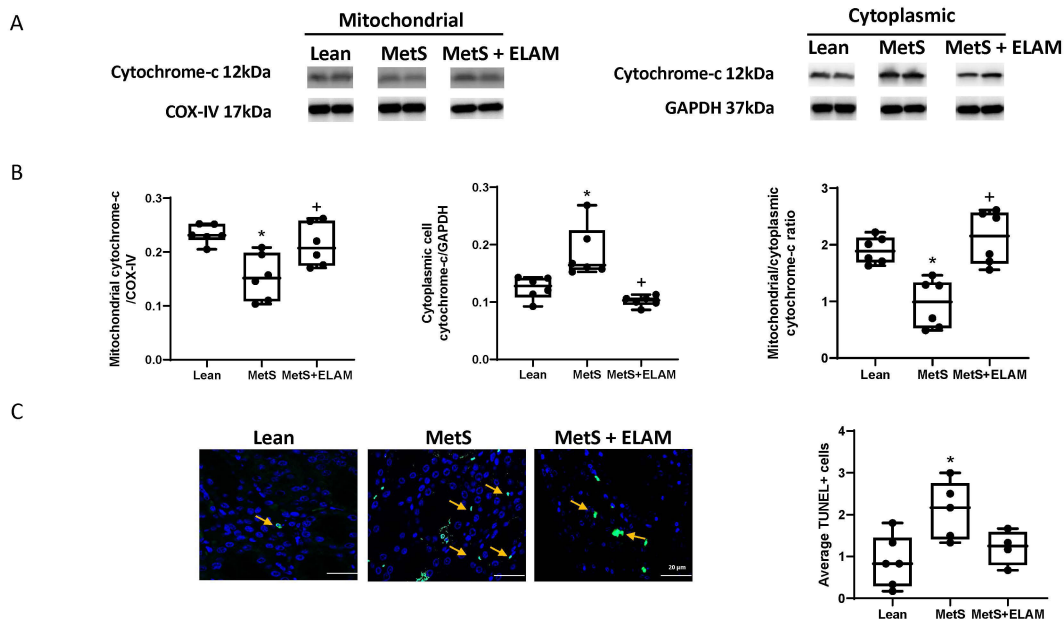 A
Mitochondrial
Lean MetS MetS + ELAM
Cytochrome-c 12kDa
COX-IV 17kDa
Cytoplasmic
Lean MetS MetS + ELAM
Cytochrome-c 12kDa
GAPDH 37kDa
B
Mitochondrial cytochrome-c
/COX-IV
0.3
0.2
0.1
0.0
*
+
Lean MetS MetS+ELAM
Cytoplasmic cell
cytochrome-c/GAPDH
0.3
0.2
0.1
0.0
*
+
Lean MetS MetS+ELAM
Mitochondrial/cytoplasmic
cytochrome-c ratio
3
2
1
0
*
+
Lean MetS MetS+ELAM
C
Lean MetS MetS + ELAM
20 µm
Average TUNEL+ cells
4
3
2
1
0
*
Lean MetS MetS+ELAM